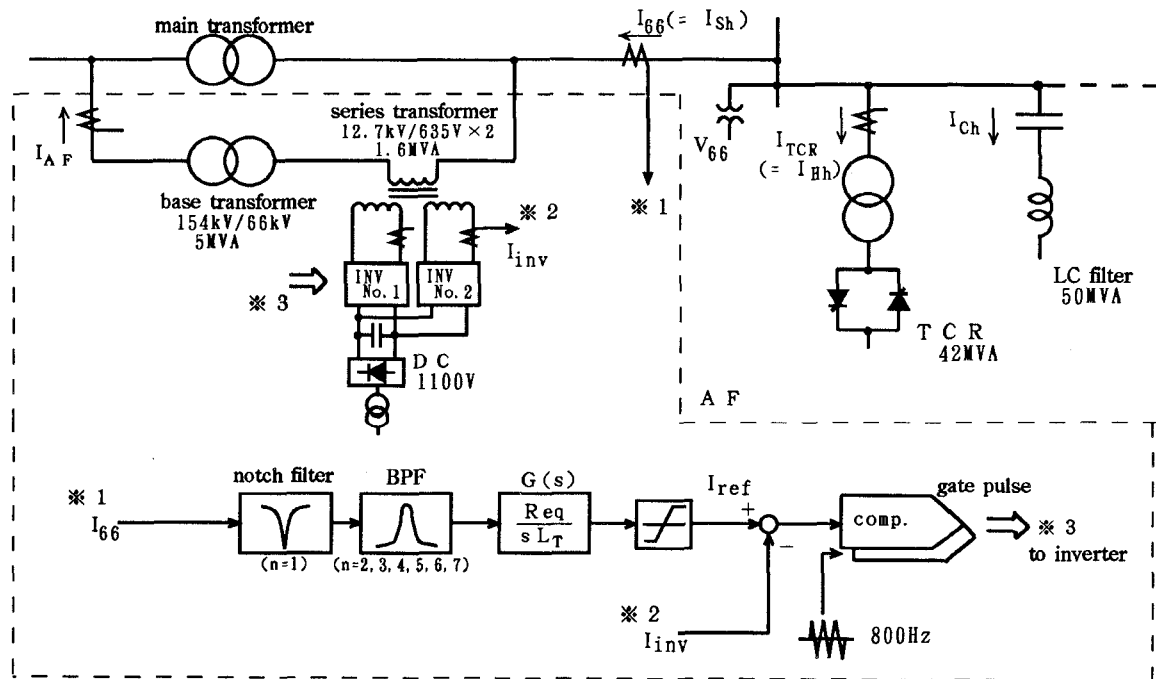 main transformer
I66(= ISh)
series transformer
12.7kV/635V×2
1.6MVA
IAF
base transformer
154kV/66kV
5MVA
※2
Iinv
※1
V66
ITCR
(= IHh)
ICh
INV
No.1
INV
No.2
※3
DC
1100V
LC filter
50MVA
TCR
42MVA
AF
※1
I66
notch filter
(n=1)
BPF
(n=2,3,4,5,6,7)
G(s)
Req
sLT
Iref
+
-
comp.
gate pulse
※3
to inverter
※2
Iinv
800Hz